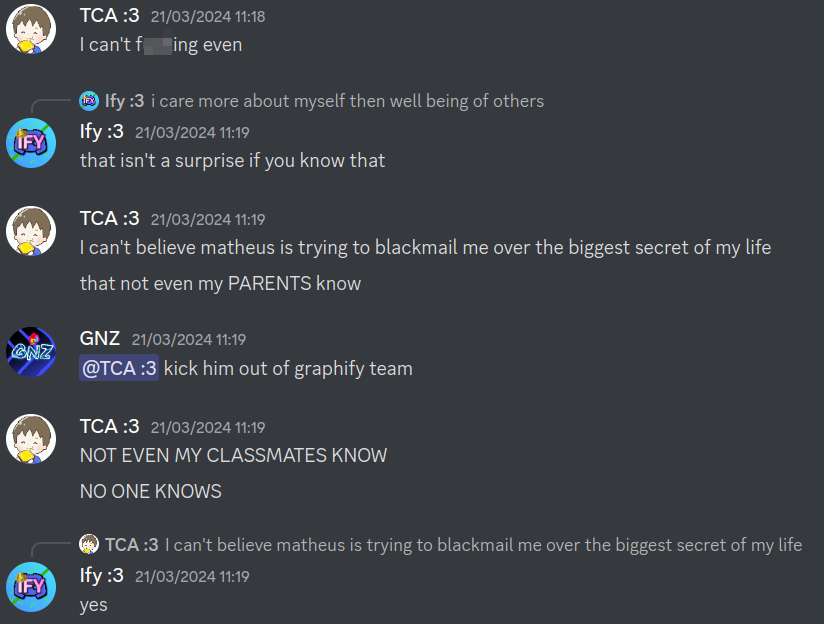 TCA :3 21/03/2024 11:18
I can't f ing even
Ify :3 i care more about myself then well being of others
Ify :3 21/03/2024 11:19
that isn't a surprise if you know that
TCA :3 21/03/2024 11:19
I can't believe matheus is trying to blackmail me over the biggest secret of my life
that not even my PARENTS know
GNZ 21/03/2024 11:19
@TCA :3 kick him out of graphify team
TCA :3 21/03/2024 11:19
NOT EVEN MY CLASSMATES KNOW
NO ONE KNOWS
TCA :3 I can't believe matheus is trying to blackmail me over the biggest secret of my life
Ify :3 21/03/2024 11:19
yes